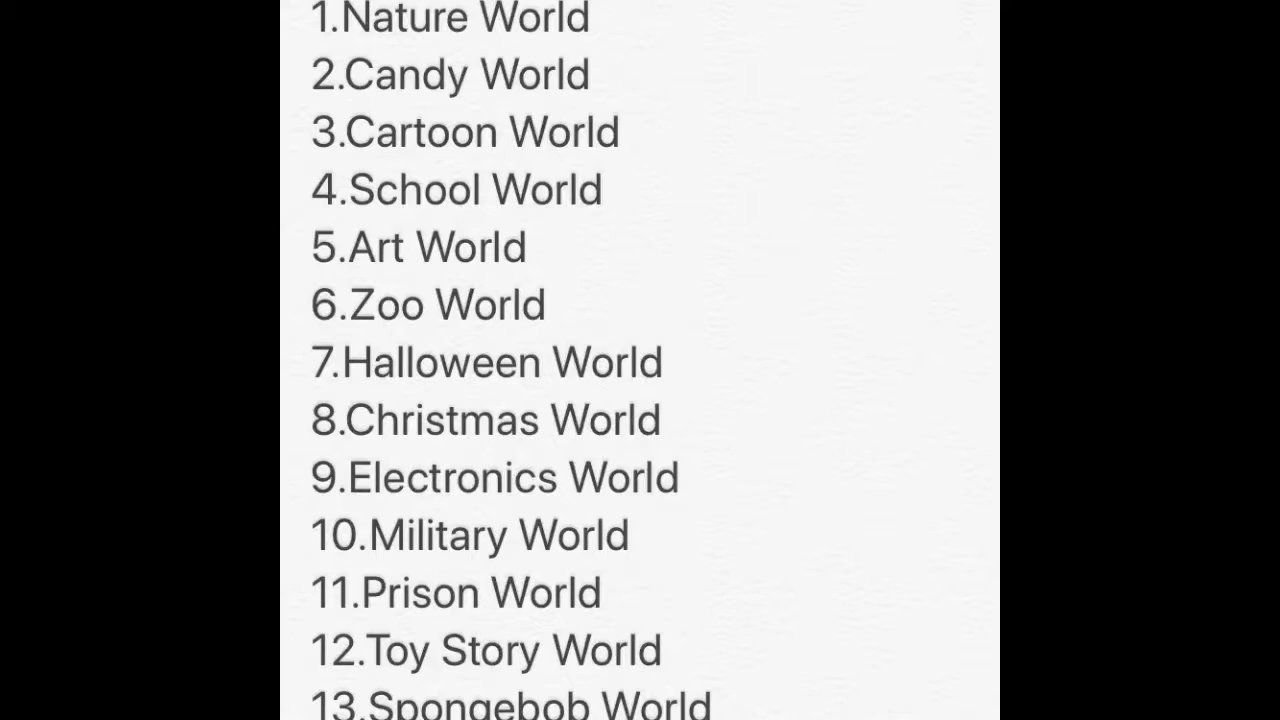 1.Nature World
2.Candy World
3.Cartoon World
4.School World
5.Art World
6.Zoo World
7.Halloween World
8.Christmas World
9.Electronics World
10.Military World
11.Prison World
12.Toy Story World
13.Spongebob World